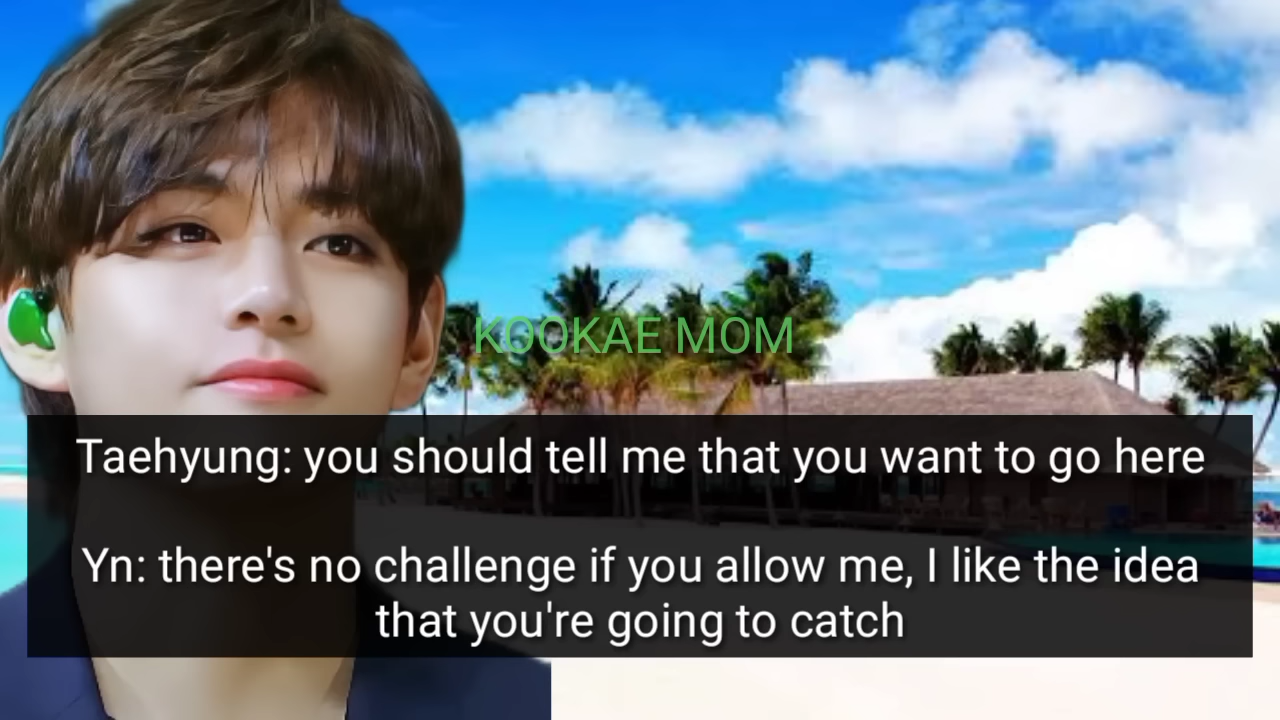 KOOKAE MOM
Taehyung: you should tell me that you want to go here
Yn: there's no challenge if you allow me, I like the idea
that you're going to catch